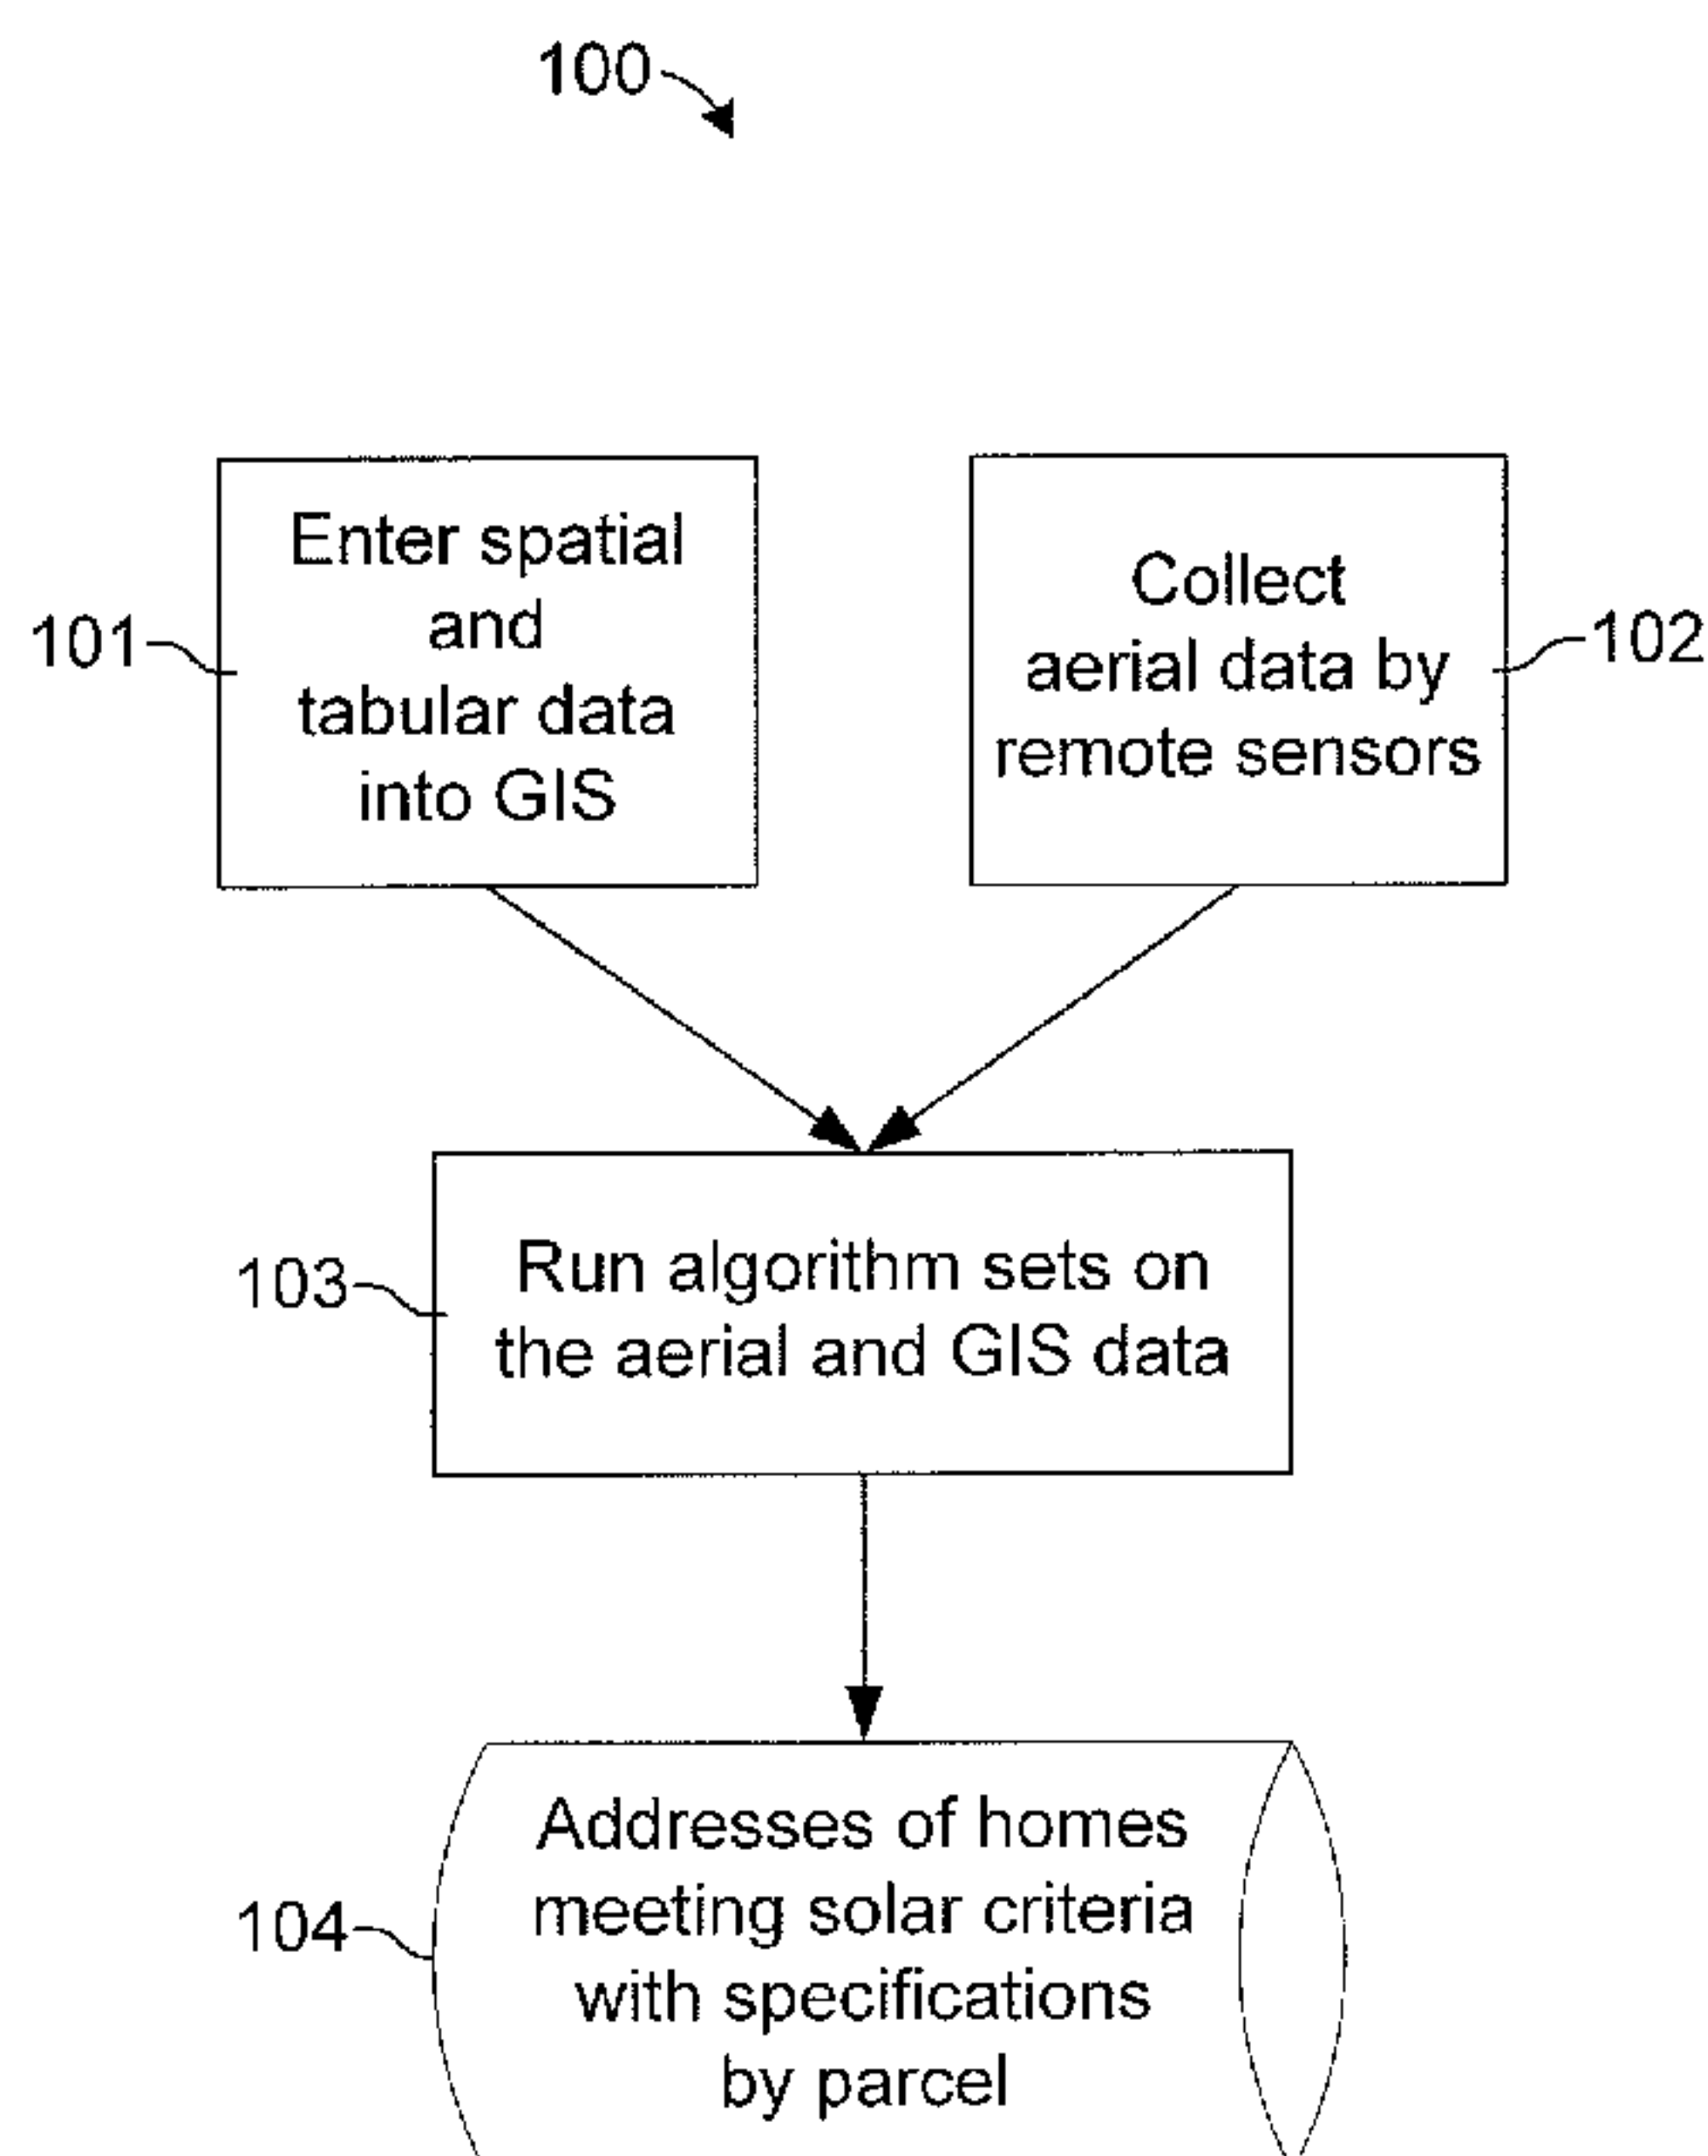 100
Enter spatial
and
tabular data
into GIS
101
Collect
aerial data by
remote sensors
102
Run algorithm sets on
the aerial and GIS data
103
Addresses of homes
meeting solar criteria
with specifications
by parcel
104